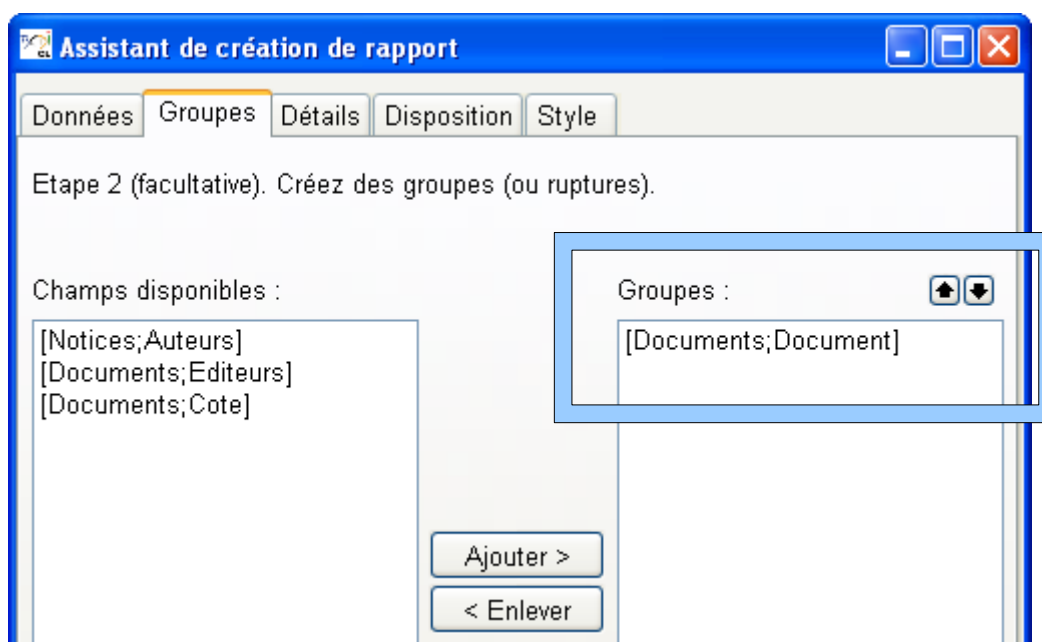 Assistant de création de rapport
Données Groupes Détails Disposition Style
Etape 2 (facultative). Créez des groupes (ou ruptures).
Champs disponibles :
[Notices;Auteurs]
[Documents;Editeurs]
[Documents;Cote]
Groupes :
[Documents;Document]
Ajouter >
< Enlever